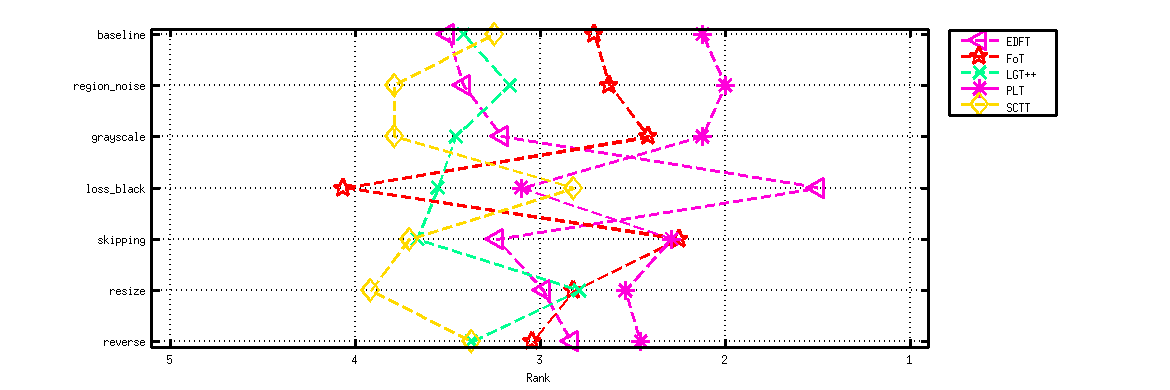 baseline
region_noise
grayscale
loss_black
skipping
resize
reverse
5 4 3 2 1
Rank
EDFT
FoT
LGT++
PLT
SCTT